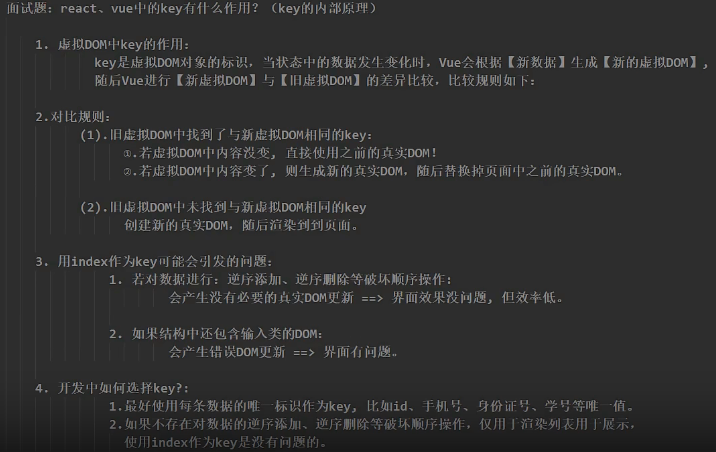 面试题：react、vue中的key有什么作用？（key的内部原理）
1. 虚拟DOM中key的作用：
key是虚拟DOM对象的标识，当状态中的数据发生变化时，Vue会根据【新数据】生成【新的虚拟DOM】,
随后Vue进行【新虚拟DOM】与【旧虚拟DOM】的差异比较，比较规则如下：
2.对比规则：
(1).旧虚拟DOM中找到了与新虚拟DOM相同的key：
①.若虚拟DOM中内容没变, 直接使用之前的真实DOM！
②.若虚拟DOM中内容变了, 则生成新的真实DOM，随后替换掉页面中之前的真实DOM。
(2).旧虚拟DOM中未找到与新虚拟DOM相同的key
创建新的真实DOM，随后渲染到到页面。
3. 用index作为key可能会引发的问题：
1. 若对数据进行：逆序添加、逆序删除等破坏顺序操作：
会产生没有必要的真实DOM更新 ==> 界面效果没问题, 但效率低。
2. 如果结构中还包含输入类的DOM：
会产生错误DOM更新 ==> 界面有问题。
4. 开发中如何选择key?：
1.最好使用每条数据的唯一标识作为key, 比如id、手机号、身份证号、学号等唯一值。
2.如果不存在对数据的逆序添加、逆序删除等破坏顺序操作，仅用于渲染列表用于展示，
使用index作为key是没有问题的。